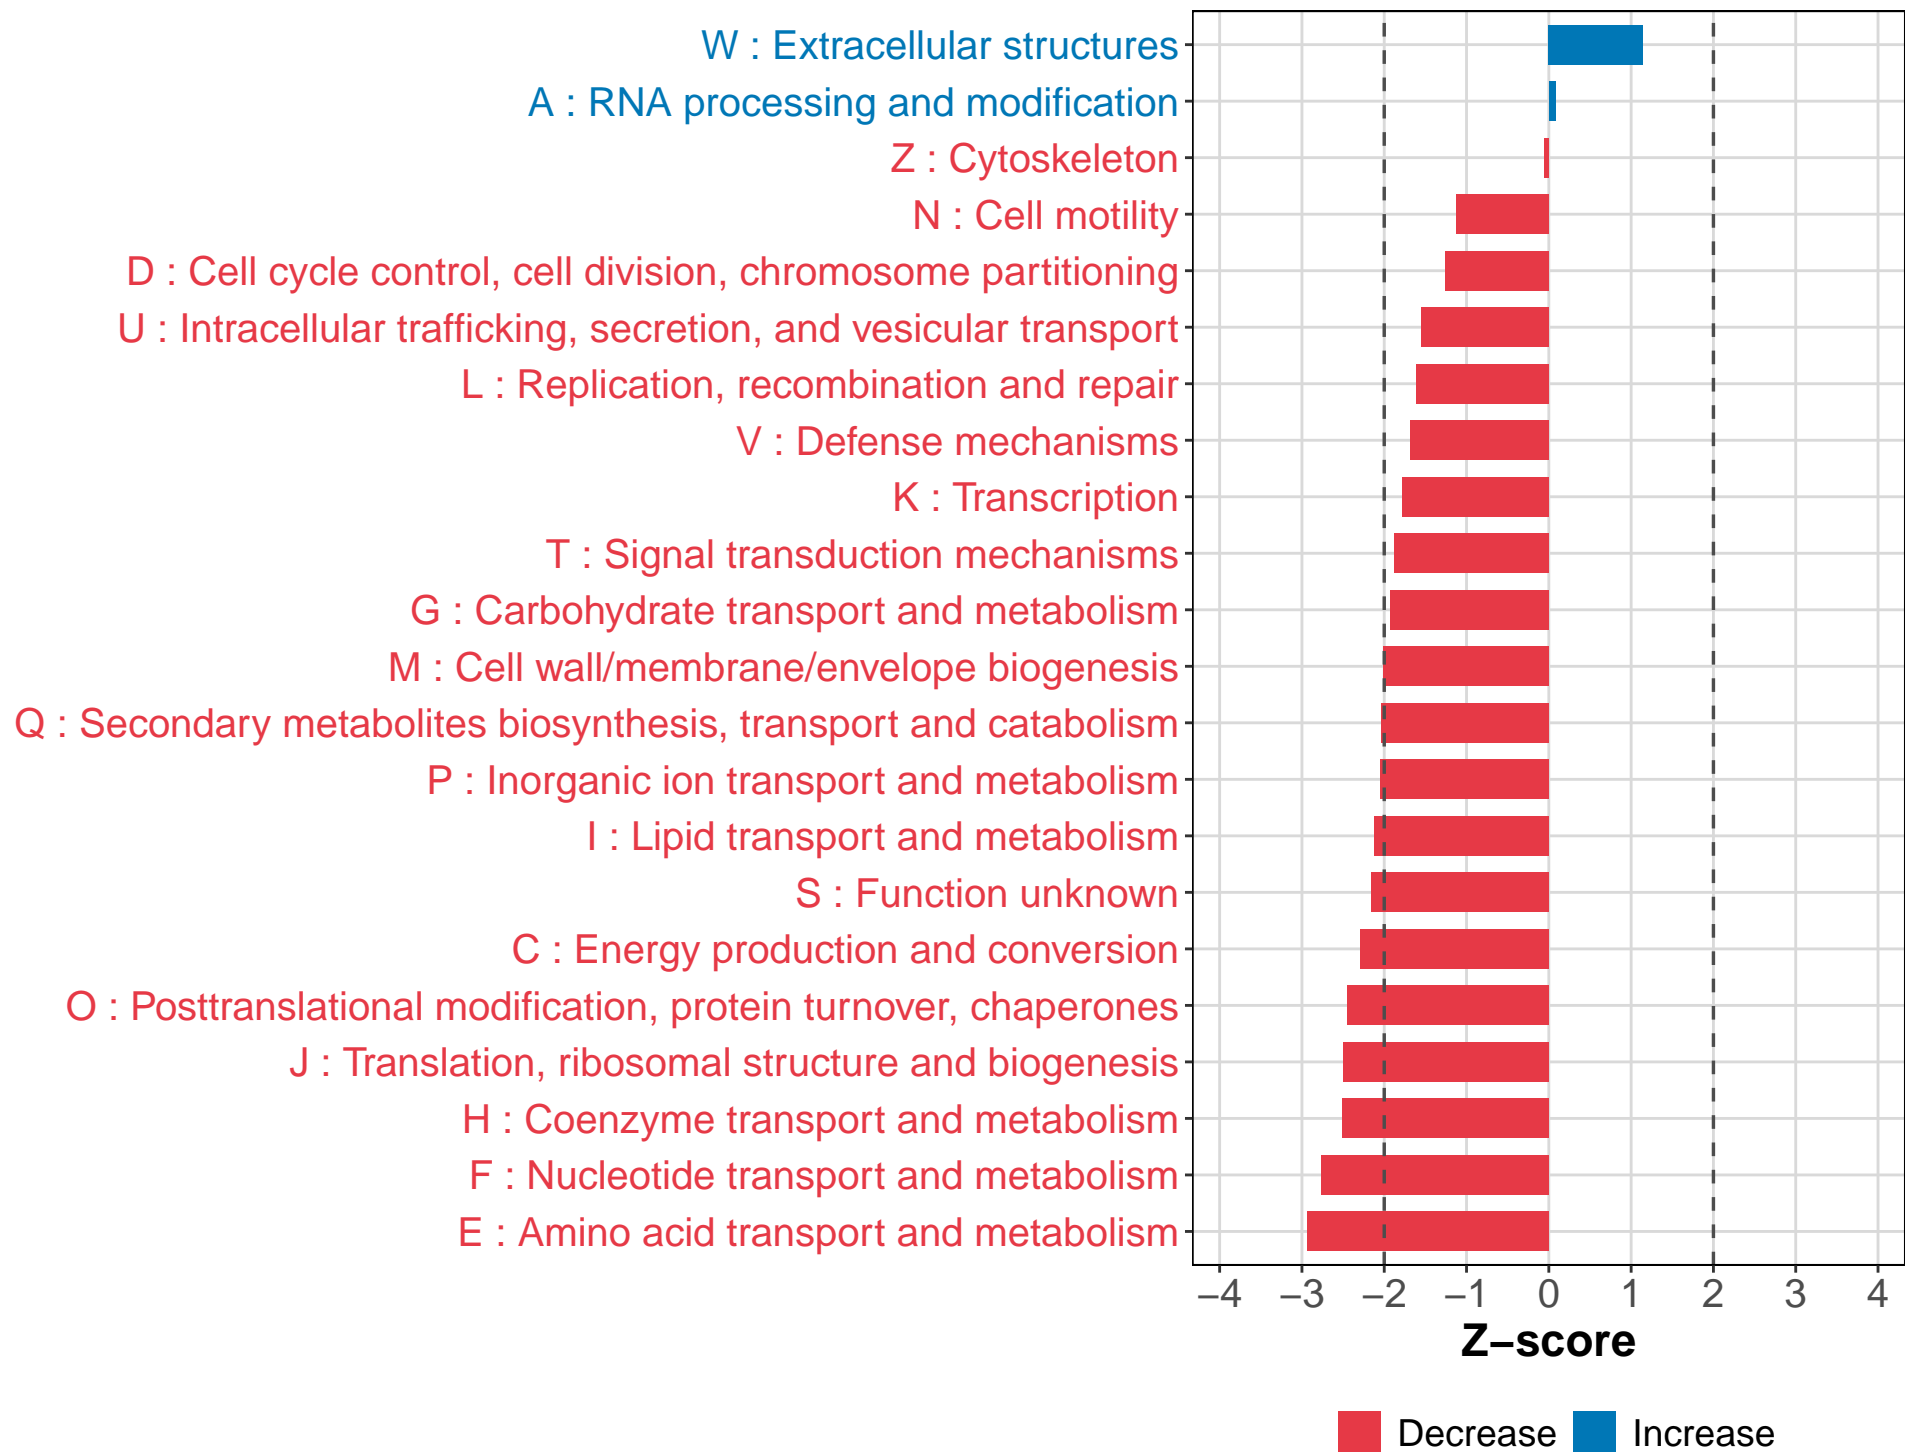 W : Extracellular structures
A : RNA processing and modification
Z : Cytoskeleton
N : Cell motility
D : Cell cycle control, cell division, chromosome partitioning
U : Intracellular trafficking, secretion, and vesicular transport
L : Replication, recombination and repair
V : Defense mechanisms
K : Transcription
T : Signal transduction mechanisms
G : Carbohydrate transport and metabolism
M : Cell wall/membrane/envelope biogenesis
Q : Secondary metabolites biosynthesis, transport and catabolism
P : Inorganic ion transport and metabolism
I : Lipid transport and metabolism
S : Function unknown
C : Energy production and conversion
O : Posttranslational modification, protein turnover, chaperones
J : Translation, ribosomal structure and biogenesis
H : Coenzyme transport and metabolism
F : Nucleotide transport and metabolism
E : Amino acid transport and metabolism
−4 −3 −2 −1 0 1 2 3 4
Z−score
Decrease Increase